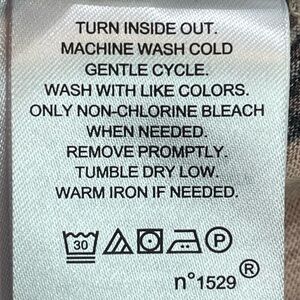 TURN INSIDE OUT.
MACHINE WASH COLD
GENTLE CYCLE.
WASH WITH LIKE COLORS.
ONLY NON-CHLORINE BLEACH
WHEN NEEDED.
REMOVE PROMPTLY.
TUMBLE DRY LOW.
WARM IRON IF NEEDED.
30 P
n°1529 ®